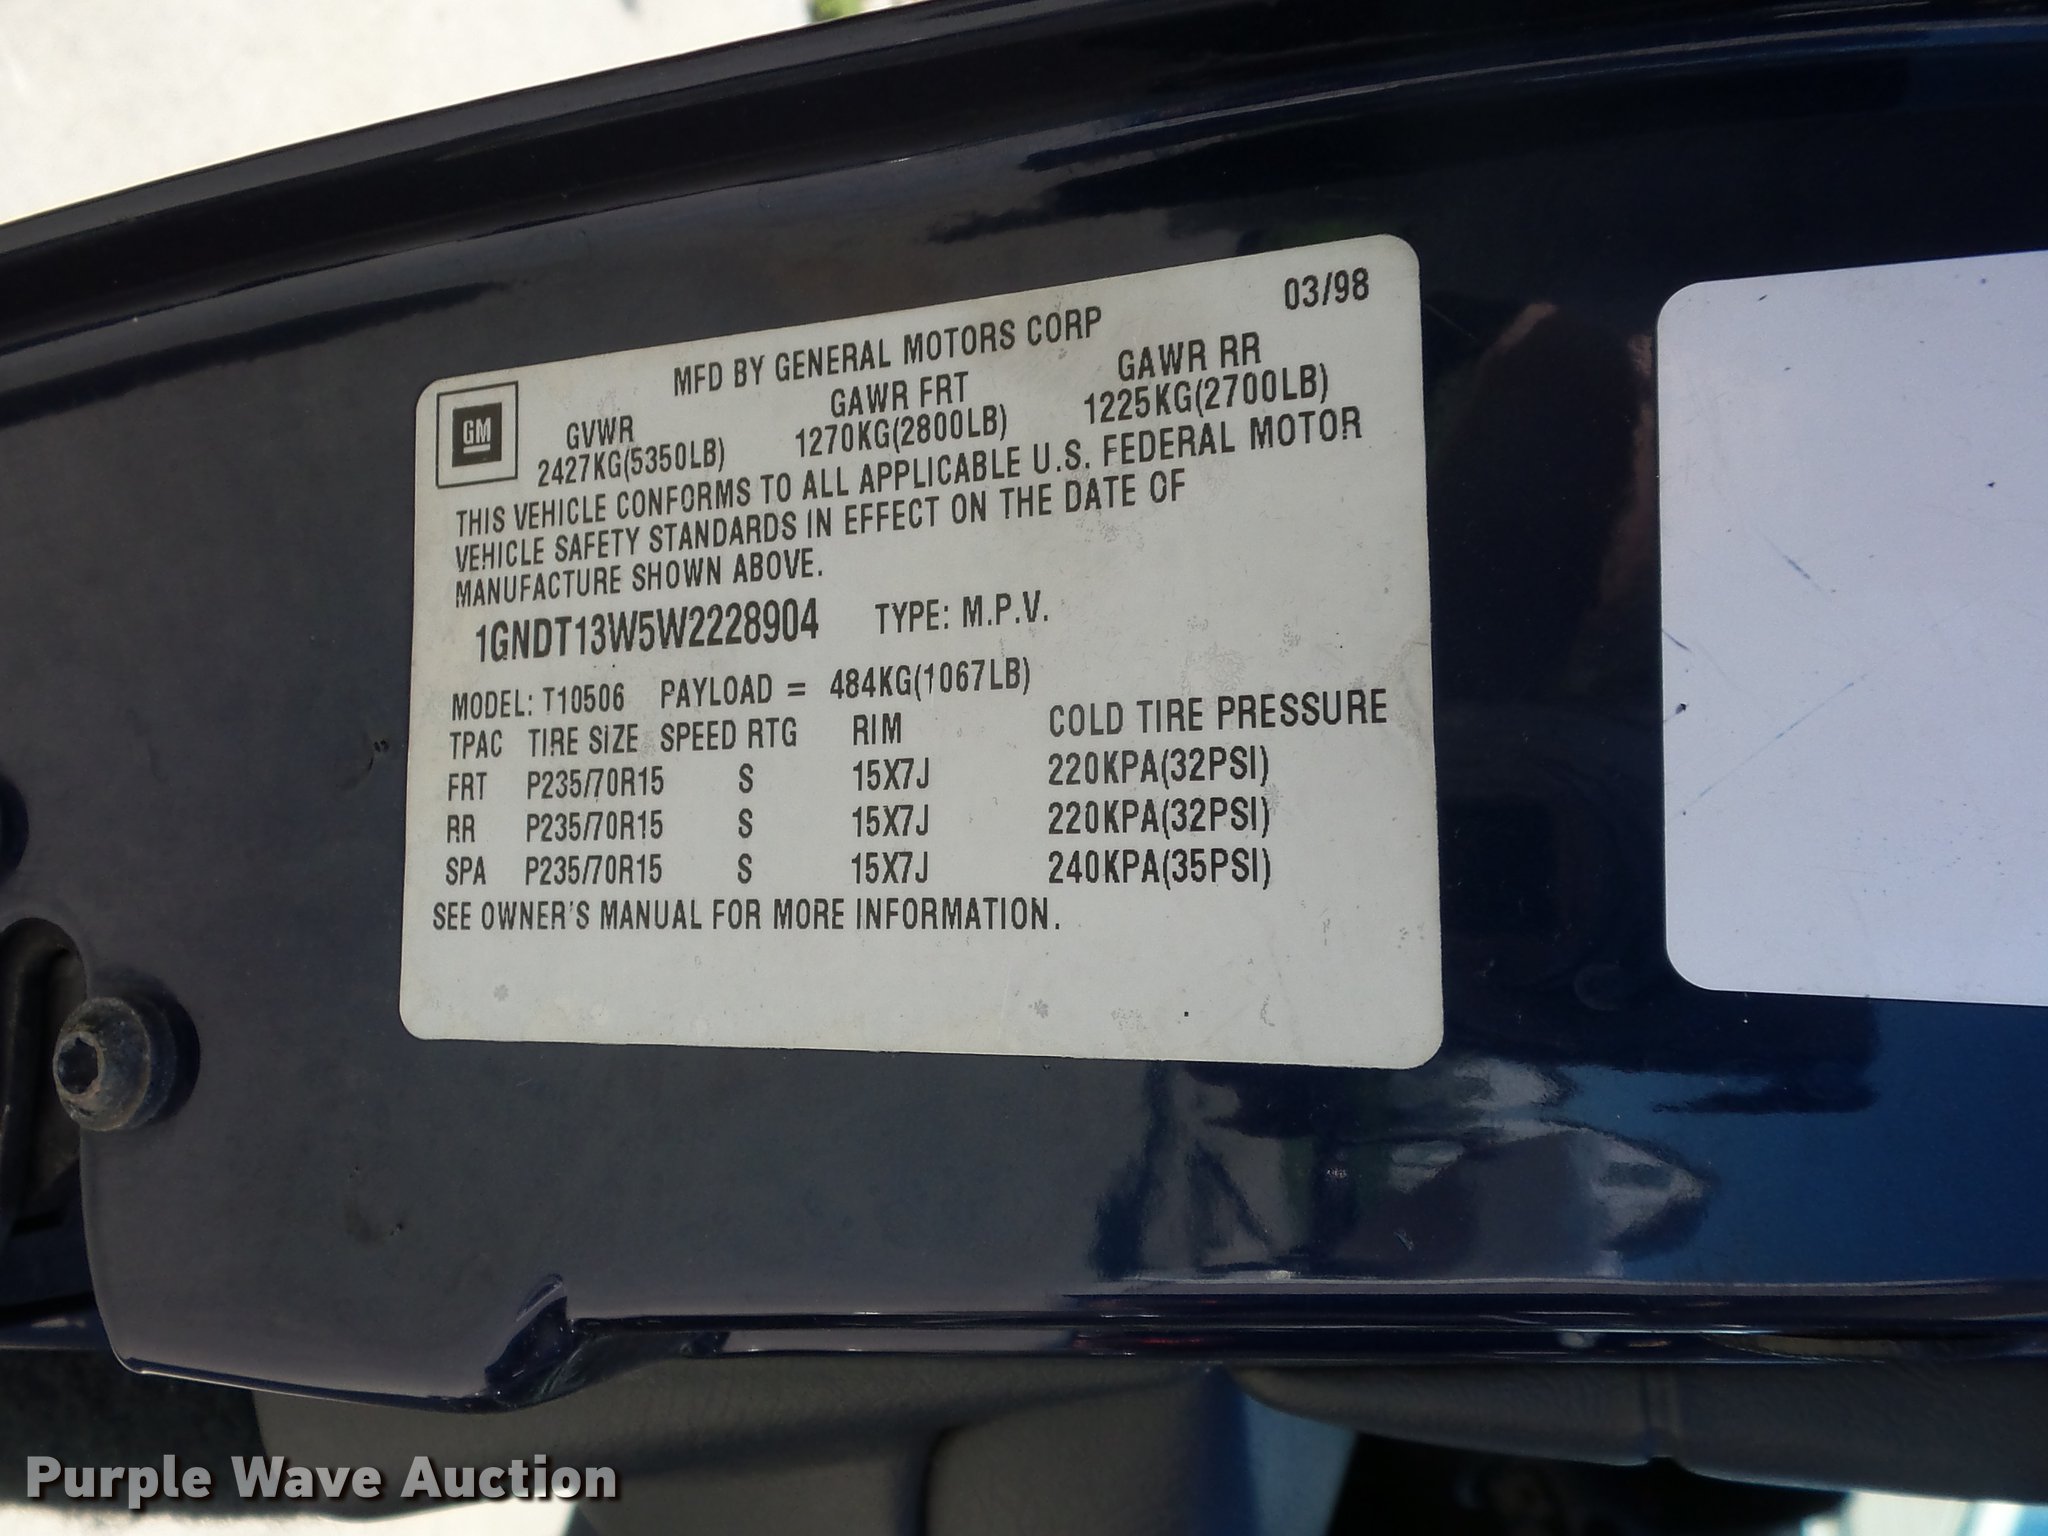 03/98
MFD BY GENERAL MOTORS CORP
GM
GVWR GAWR FRT GAWR RR
2427KG(5350LB) 1270KG(2800LB) 1225KG(2700LB)
THIS VEHICLE CONFORMS TO ALL APPLICABLE U.S. FEDERAL MOTOR
VEHICLE SAFETY STANDARDS IN EFFECT ON THE DATE OF
MANUFACTURE SHOWN ABOVE.
1GNDT13W5W2228904 TYPE: M.P.V.
MODEL: T10506 PAYLOAD = 484KG(1067LB)
TPAC TIRE SIZE SPEED RTG RIM COLD TIRE PRESSURE
FRT P235/70R15 S 15X7J 220KPA(32PSI)
RR P235/70R15 S 15X7J 220KPA(32PSI)
SPA P235/70R15 S 15X7J 240KPA(35PSI)
SEE OWNER'S MANUAL FOR MORE INFORMATION.
Purple Wave Auction